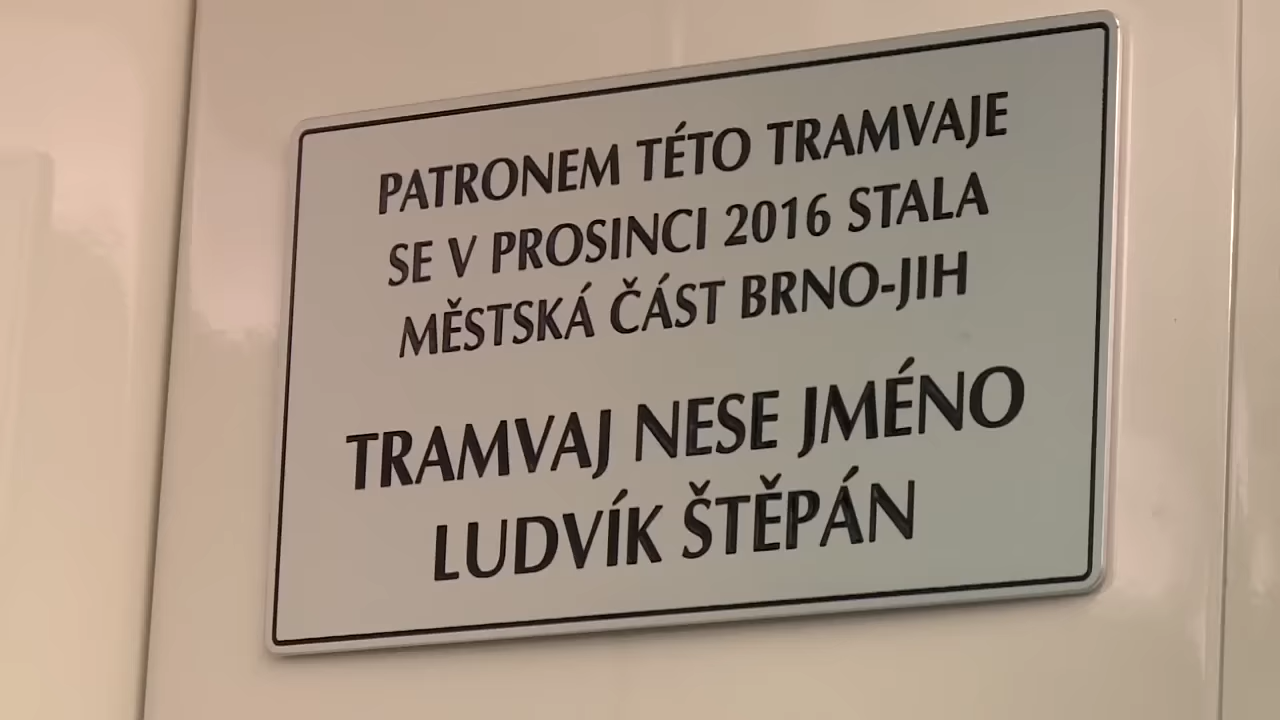 PATRONEM TÉTO TRAMVAJE
SE V PROSINCI 2016 STALA
MĚSTSKÁ ČÁST BRNO-JIH
TRAMVAJ NESE JMÉNO
LUDVÍK ŠTĚPÁN